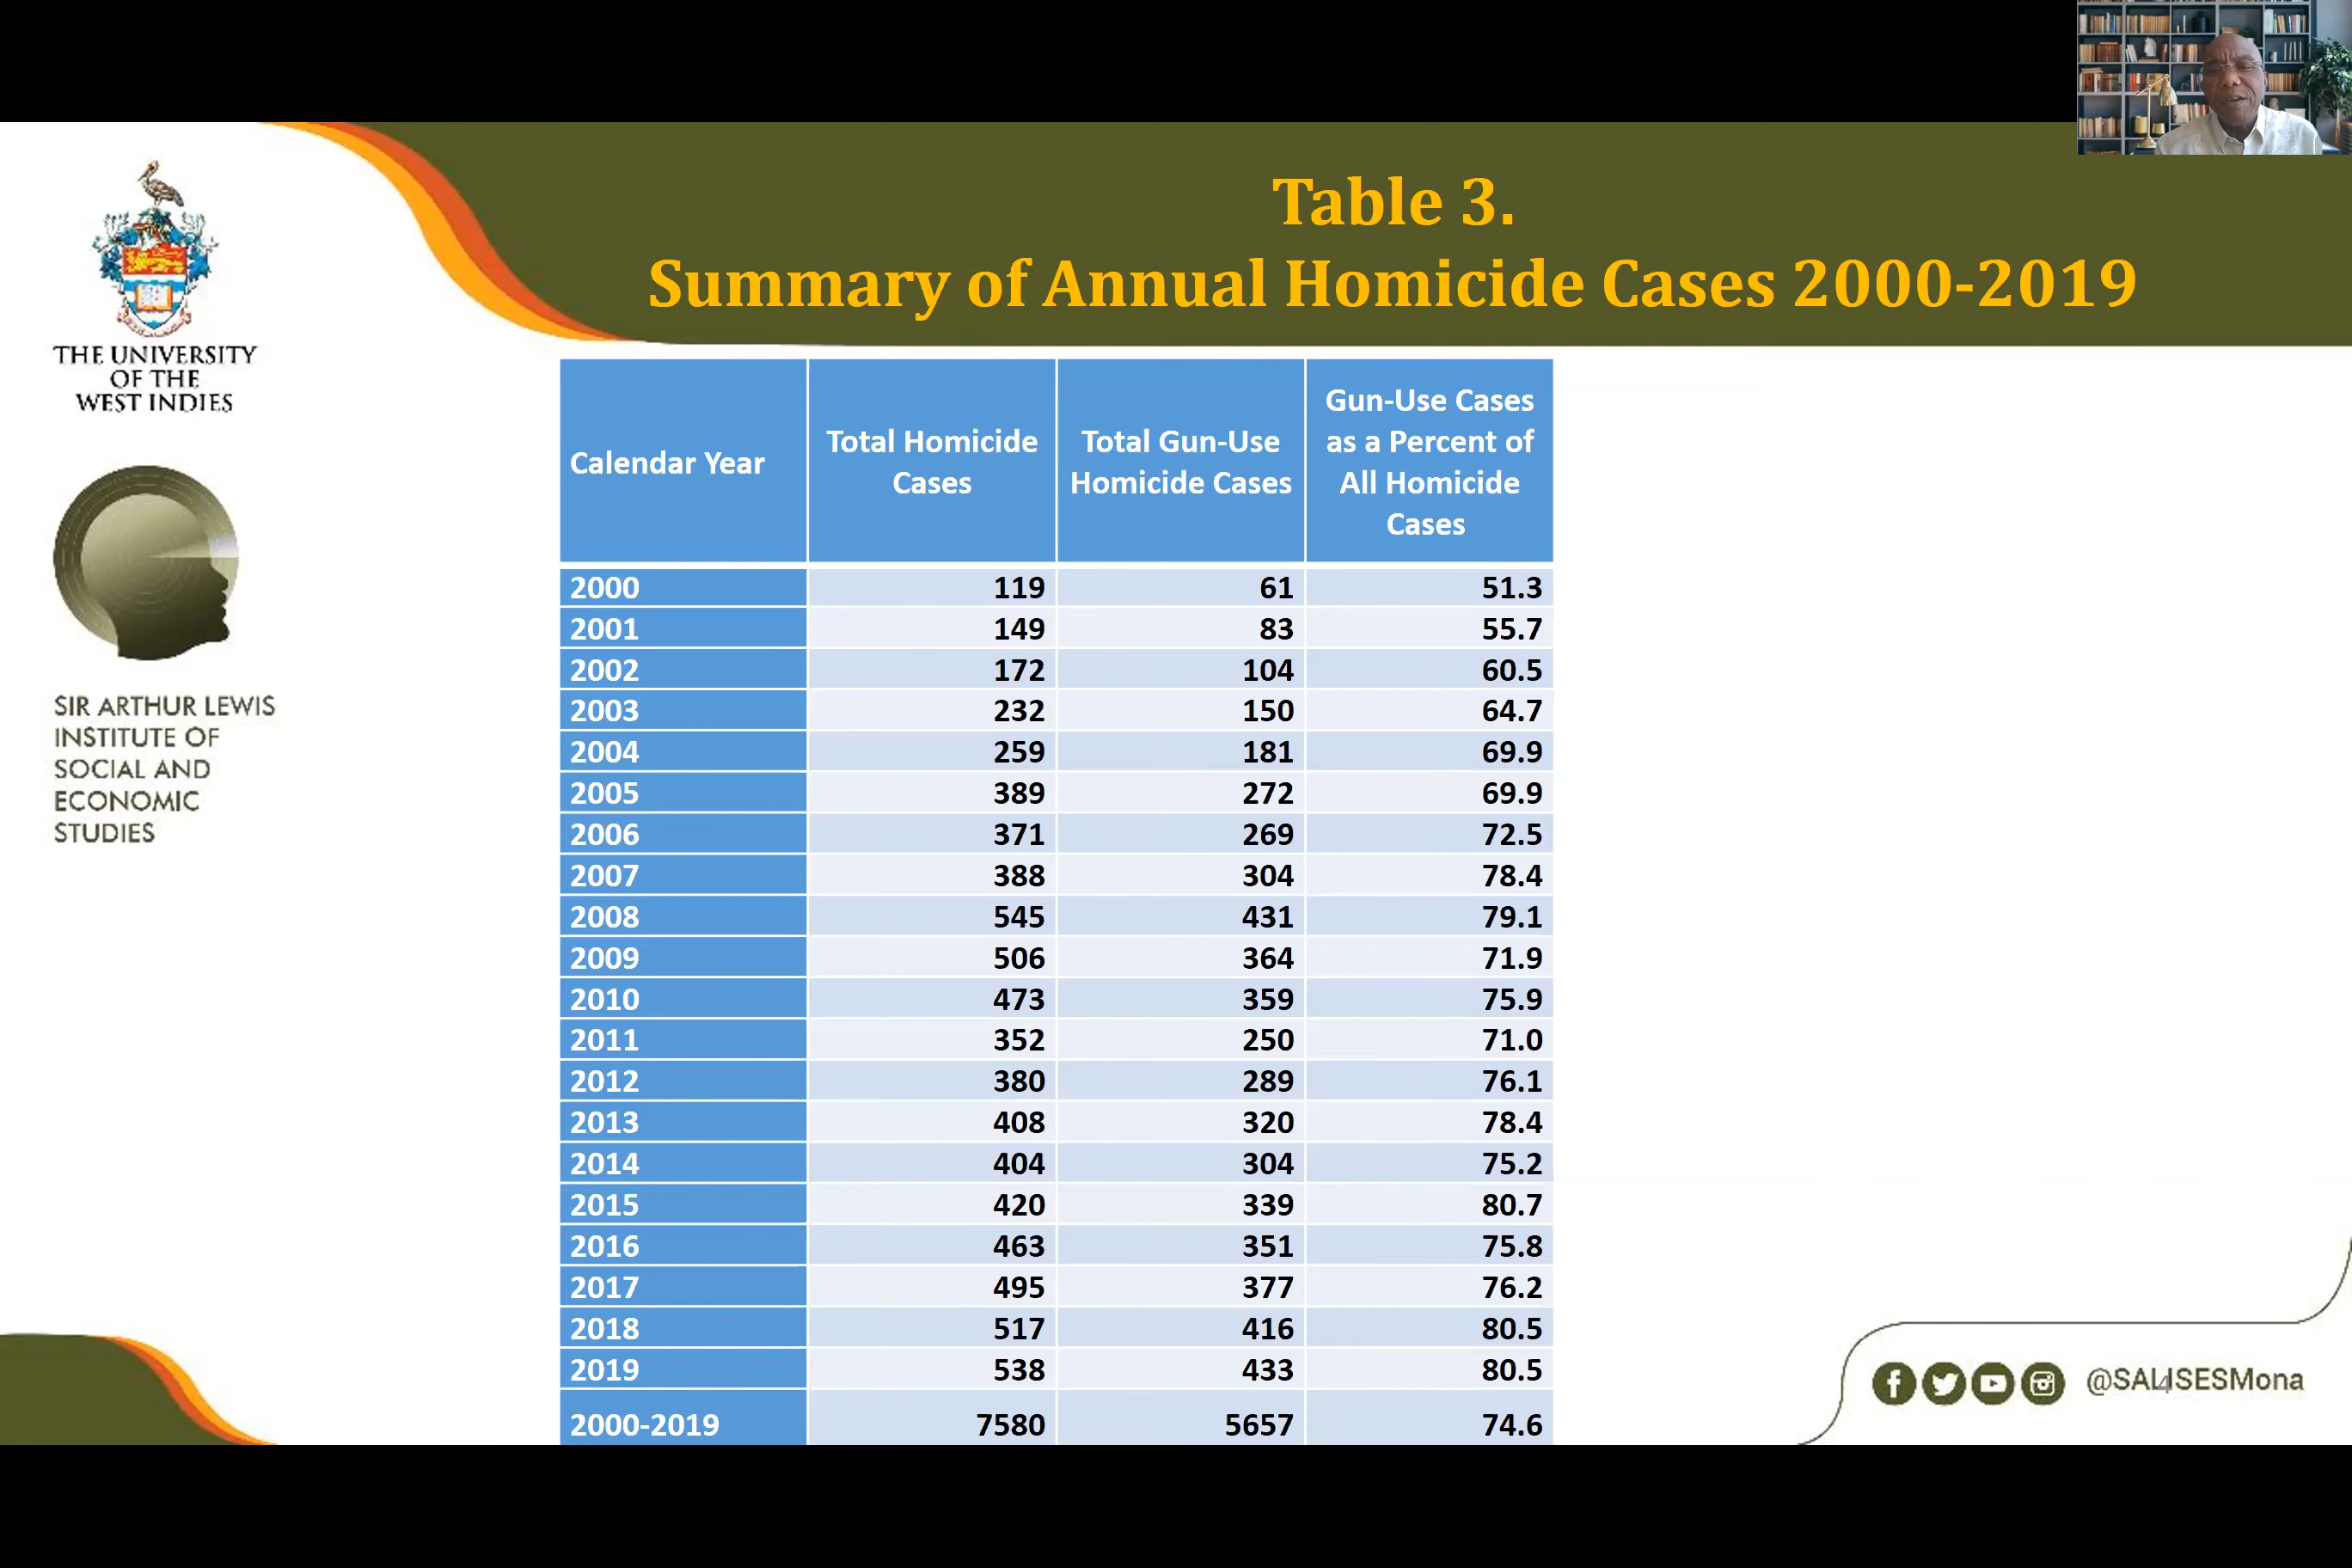 Table 3.
Summary of Annual Homicide Cases 2000-2019
THE UNIVERSITY
OF THE
WEST INDIES
SIR ARTHUR LEWIS
INSTITUTE OF
SOCIAL AND
ECONOMIC
STUDIES
Calendar Year Total Homicide Cases Total Gun-Use Homicide Cases Gun-Use Cases as a Percent of All Homicide Cases
2000 119 61 51.3
2001 149 83 55.7
2002 172 104 60.5
2003 232 150 64.7
2004 259 181 69.9
2005 389 272 69.9
2006 371 269 72.5
2007 388 304 78.4
2008 545 431 79.1
2009 506 364 71.9
2010 473 359 75.9
2011 352 250 71.0
2012 380 289 76.1
2013 408 320 78.4
2014 404 304 75.2
2015 420 339 80.7
2016 463 351 75.8
2017 495 377 76.2
2018 517 416 80.5
2019 538 433 80.5
2000-2019 7580 5657 74.6
@SALISESMona
4